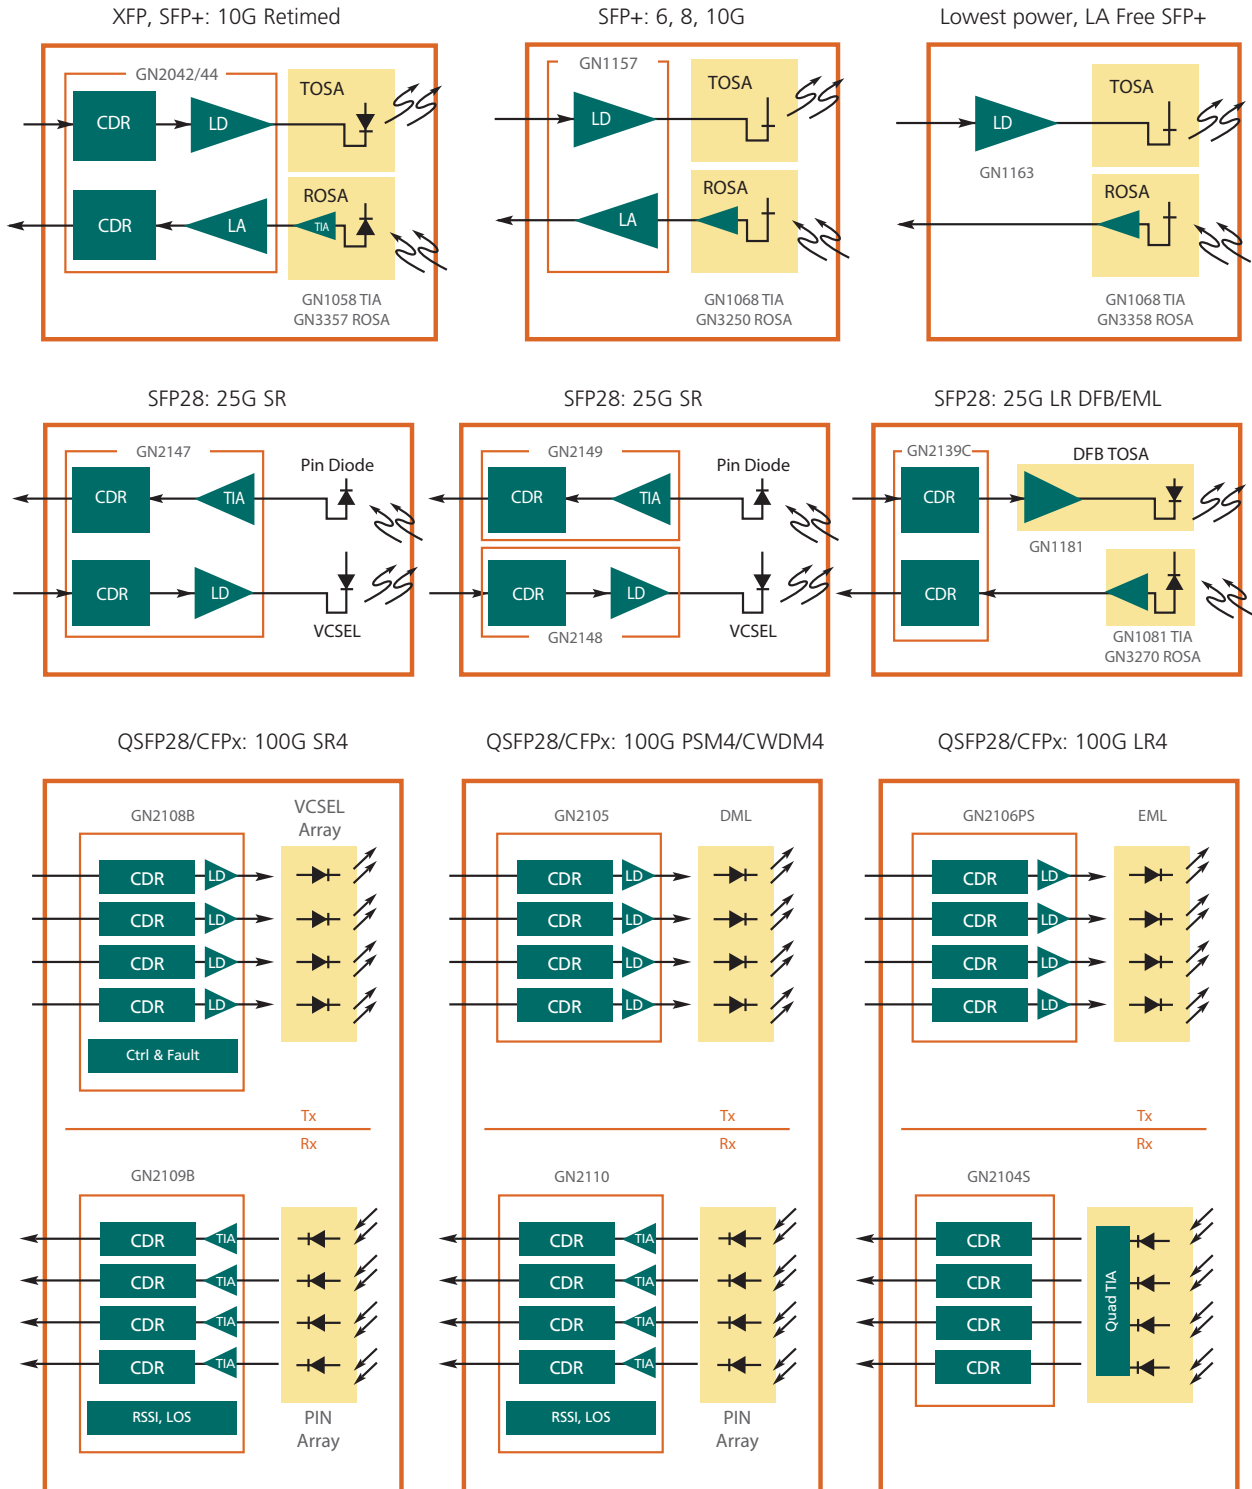 XFP, SFP+: 10G Retimed
GN2042/44
CDR
LD
TOSA
CDR
LA
TIA
ROSA
GN1058 TIA
GN3357 ROSA
SFP+: 6, 8, 10G
GN1157
LD
TOSA
LA
ROSA
GN1068 TIA
GN3250 ROSA
Lowest power, LA Free SFP+
LD
GN1163
TOSA
ROSA
GN1068 TIA
GN3358 ROSA
SFP28: 25G SR
GN2147
CDR
TIA
Pin Diode
CDR
LD
VCSEL
SFP28: 25G SR
GN2149
CDR
TIA
Pin Diode
CDR
LD
GN2148
VCSEL
SFP28: 25G LR DFB/EML
GN2139C
DFB TOSA
CDR
GN1181
CDR
GN1081 TIA
GN3270 ROSA
QSFP28/CFPx: 100G SR4
GN2108B
VCSEL
Array
CDR
LD
CDR
LD
CDR
LD
CDR
LD
Ctrl & Fault
Tx
Rx
GN2109B
CDR
TIA
CDR
TIA
CDR
TIA
CDR
TIA
RSSI, LOS
PIN
Array
QSFP28/CFPx: 100G PSM4/CWDM4
GN2105
DML
CDR
LD
CDR
LD
CDR
LD
CDR
LD
Tx
Rx
GN2110
CDR
TIA
CDR
TIA
CDR
TIA
CDR
TIA
RSSI, LOS
PIN
Array
QSFP28/CFPx: 100G LR4
GN2106PS
EML
CDR
LD
CDR
LD
CDR
LD
CDR
LD
Tx
Rx
GN2104S
CDR
CDR
CDR
CDR
Quad TIA